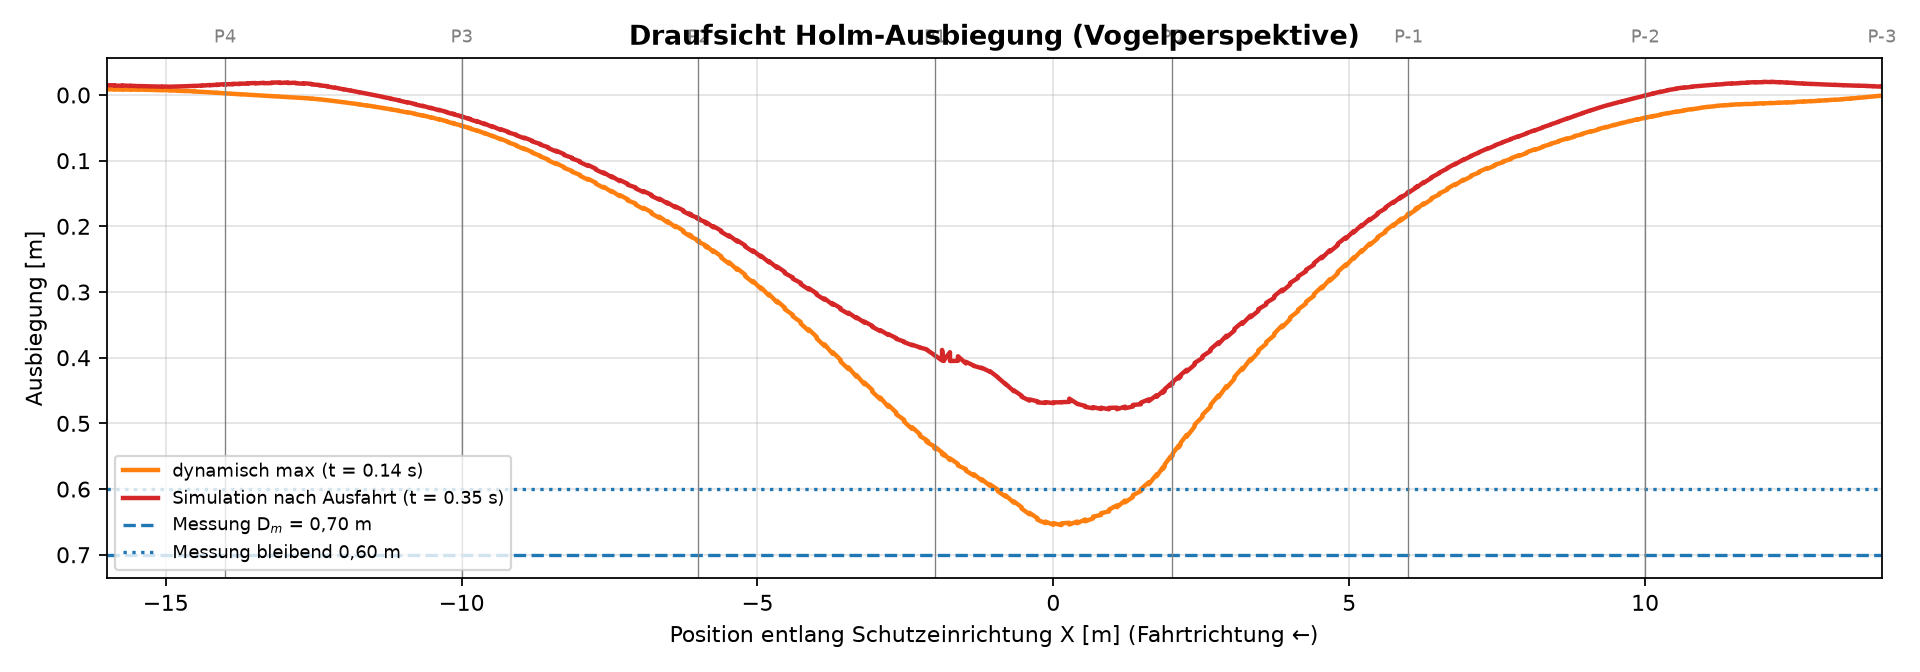 Draufsicht Holm-Ausbiegung (Vogelperspektive)
P4 P3 P-1 P-2 P-3
Ausbiegung [m]
0.0
0.1
0.2
0.3
0.4
0.5
0.6
0.7
dynamisch max (t = 0.14 s)
Simulation nach Ausfahrt (t = 0.35 s)
Messung Dₘ = 0,70 m
Messung bleibend 0,60 m
−15 −10 −5 0 5 10
Position entlang Schutzeinrichtung X [m] (Fahrtrichtung ←)